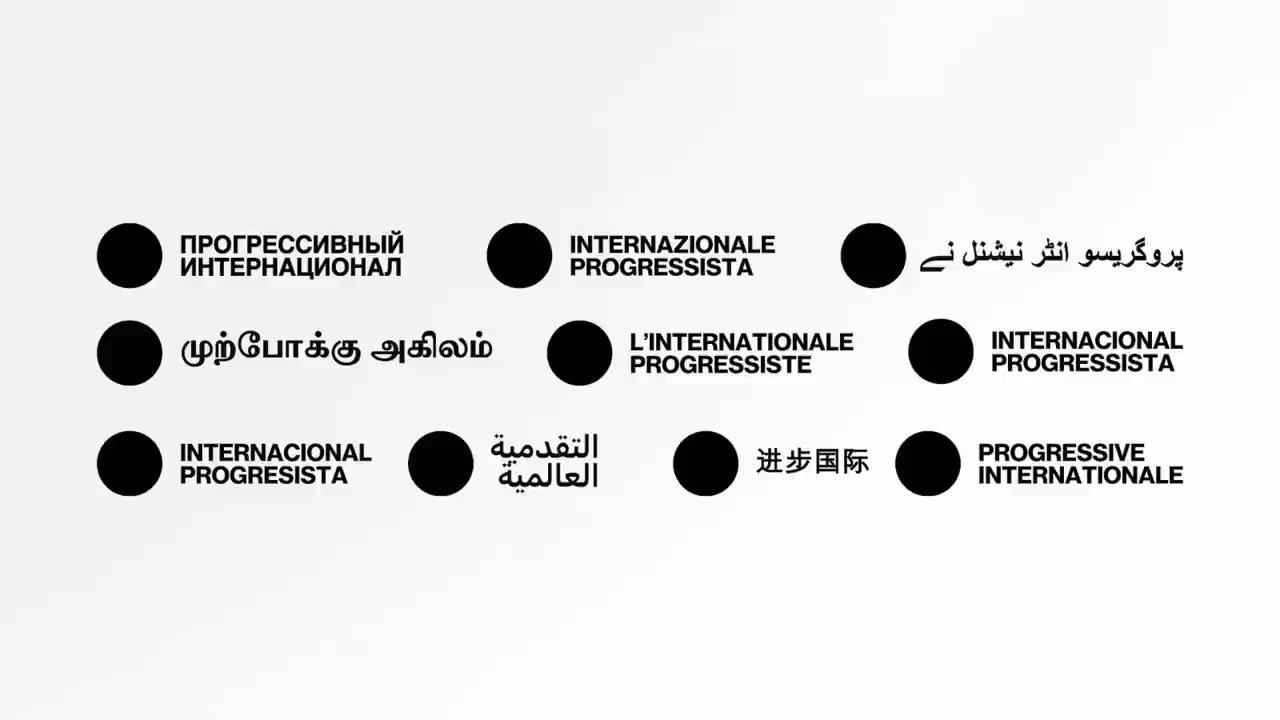 ПРОГРЕССИВНЫЙ
ИНТЕРНАЦИОНАЛ
INTERNAZIONALE
PROGRESSISTA
پروگریسو انٹر نیشنل نے
முற்போக்கு அகிலம்
L'INTERNATIONALE
PROGRESSISTE
INTERNACIONAL
PROGRESSISTA
INTERNACIONAL
PROGRESISTA
التقدمية
العالمية
进步国际
PROGRESSIVE
INTERNATIONALE